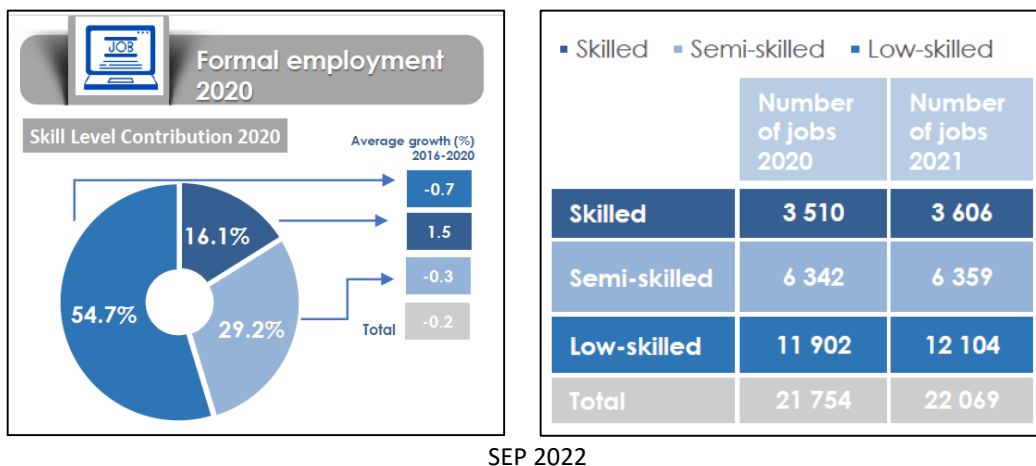 JOB
Formal employment
2020
Skill Level Contribution 2020
Average growth (%)
2016-2020
-0.7
16.1%
1.5
-0.3
54.7%
29.2%
Total
-0.2
Skilled Semi-skilled Low-skilled
Number
of jobs
2020
Number
of jobs
2021
Skilled 3 510 3 606
Semi-skilled 6 342 6 359
Low-skilled 11 902 12 104
Total 21 754 22 069
SEP 2022